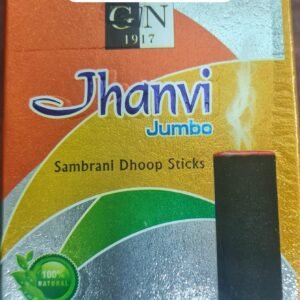 GN
1917
Jhanvi
Jumbo
Sambrani Dhoop Sticks
100%
NATURAL